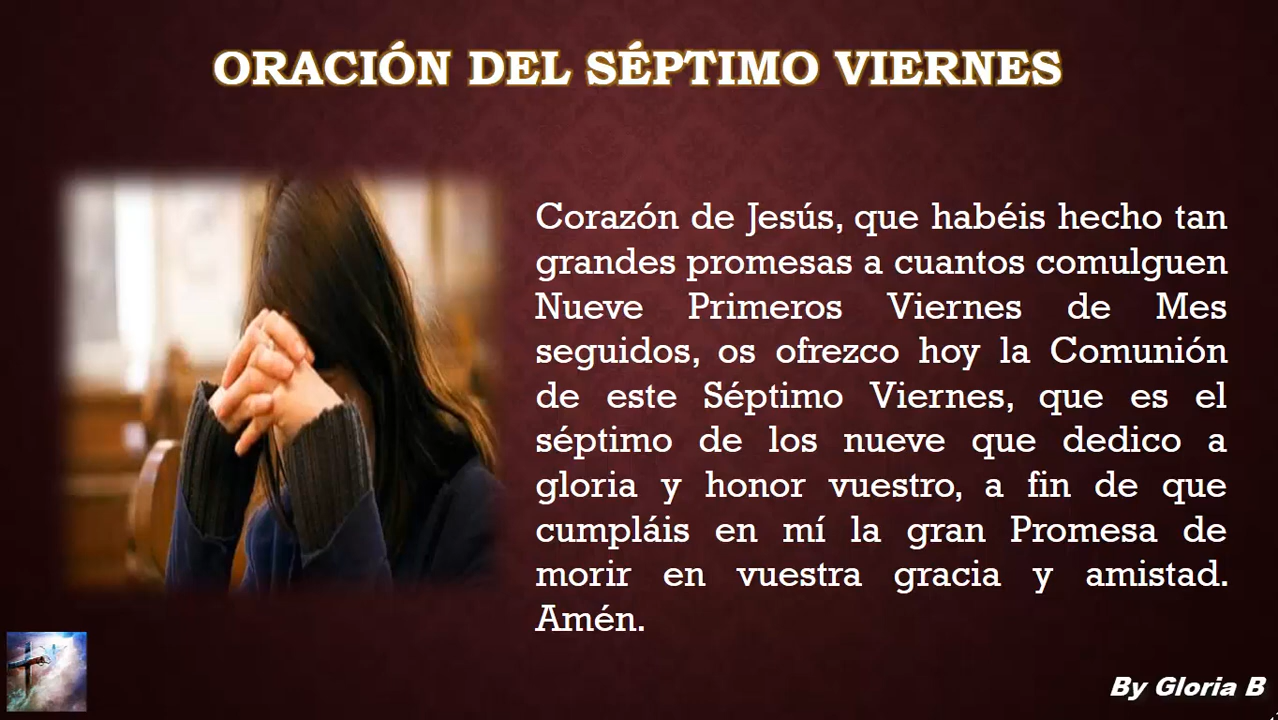 ORACIÓN DEL SÉPTIMO VIERNES
Corazón de Jesús, que habéis hecho tan
grandes promesas a cuantos comulguen
Nueve Primeros Viernes de Mes
seguidos, os ofrezco hoy la Comunión
de este Séptimo Viernes, que es el
séptimo de los nueve que dedico a
gloria y honor vuestro, a fin de que
cumpláis en mí la gran Promesa de
morir en vuestra gracia y amistad.
Amén.
By Gloria B